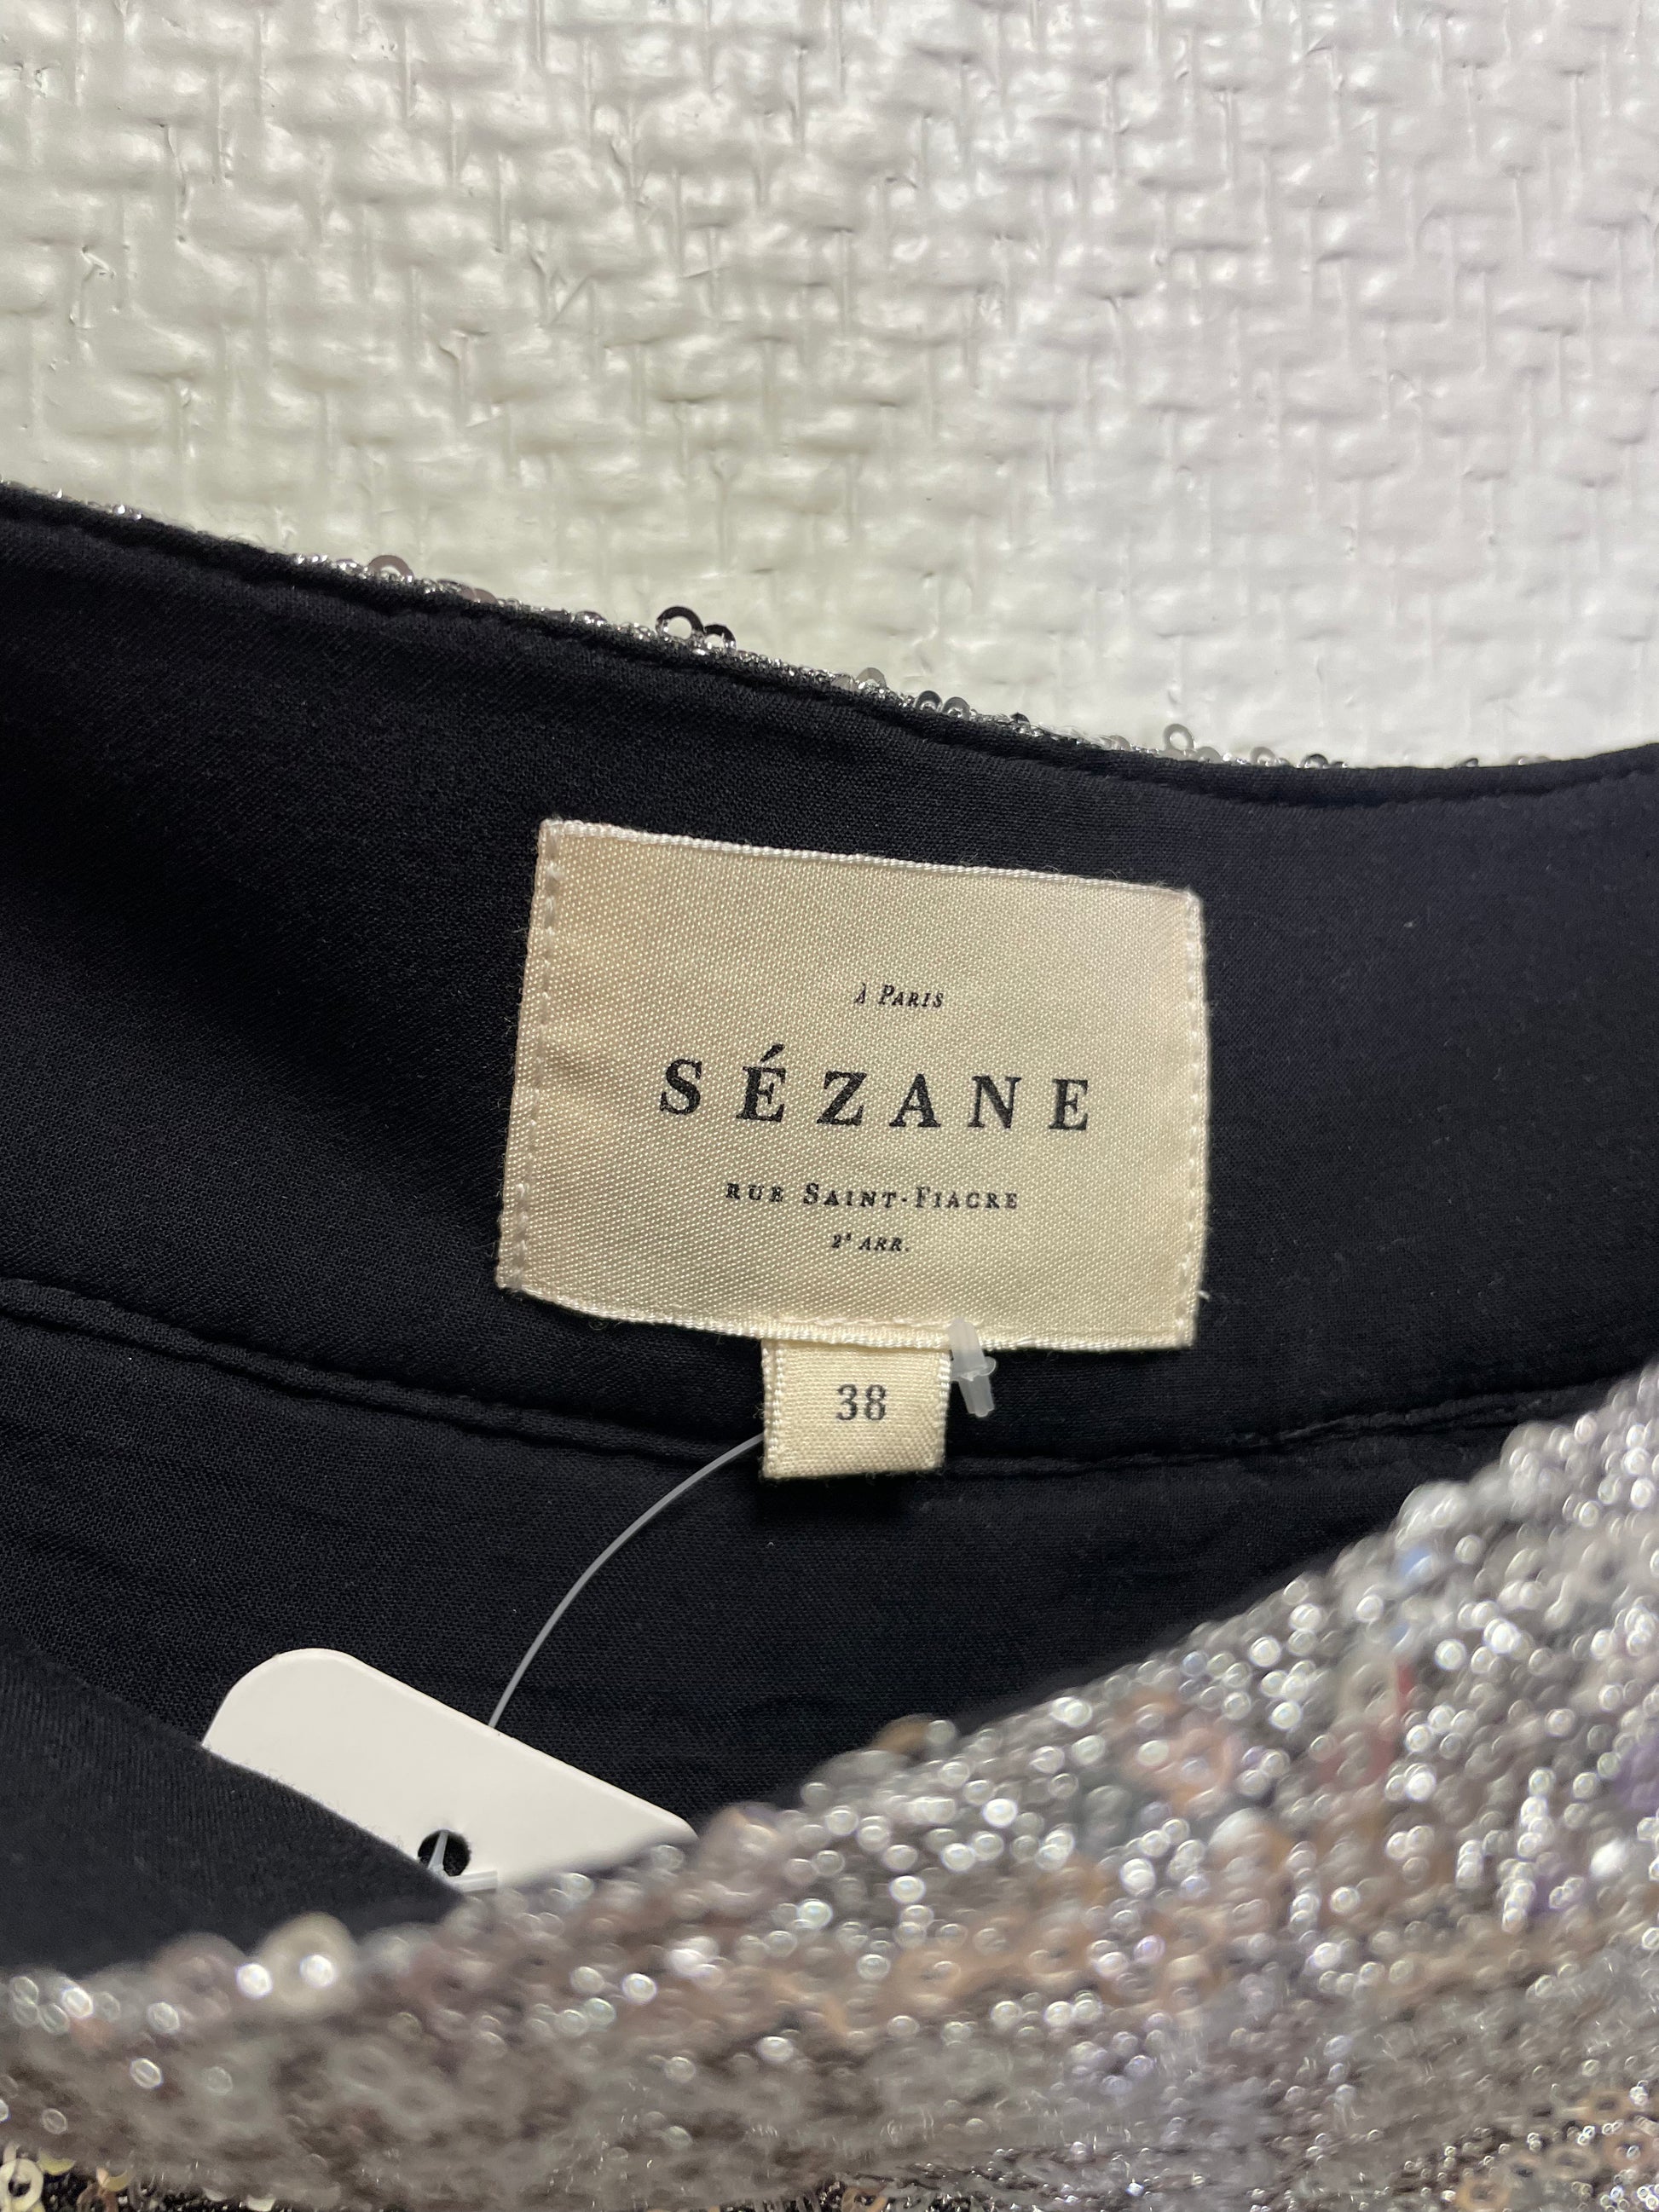 À PARIS
SÉZANE
RUE SAINT-FIACRE
2ᵉ ARR.
38